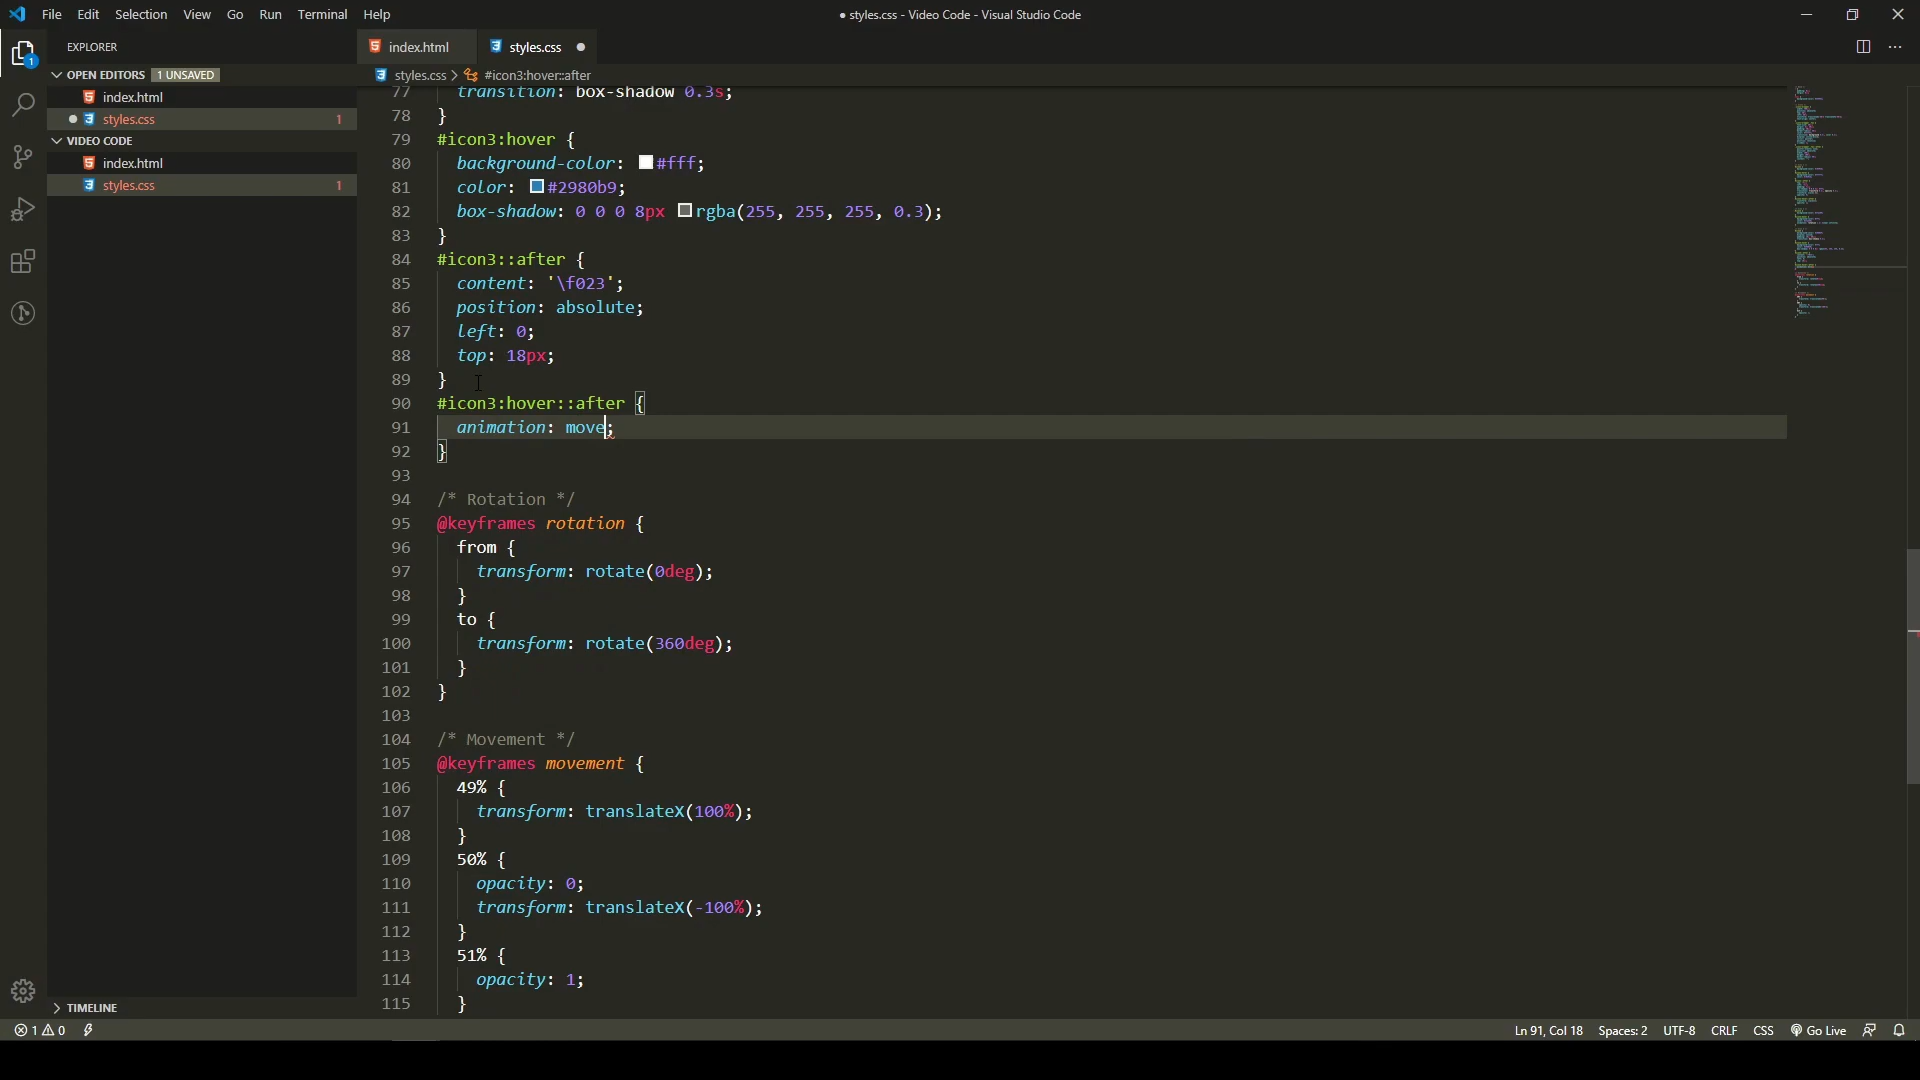 File Edit Selection View Go Run Terminal Help
● styles.css - Video Code - Visual Studio Code
EXPLORER
OPEN EDITORS 1 UNSAVED
index.html
styles.css 1
VIDEO CODE
index.html
styles.css 1
TIMELINE
index.html styles.css
styles.css > #icon3:hover::after
77 transition: box-shadow 0.3s;
78 }
79 #icon3:hover {
80 background-color: #fff;
81 color: #2980b9;
82 box-shadow: 0 0 0 8px rgba(255, 255, 255, 0.3);
83 }
84 #icon3::after {
85 content: '\f023';
86 position: absolute;
87 left: 0;
88 top: 18px;
89 }
90 #icon3:hover::after {
91 animation: move;
92 }
93
94 /* Rotation */
95 @keyframes rotation {
96 from {
97 transform: rotate(0deg);
98 }
99 to {
100 transform: rotate(360deg);
101 }
102 }
103
104 /* Movement */
105 @keyframes movement {
106 49% {
107 transform: translateX(100%);
108 }
109 50% {
110 opacity: 0;
111 transform: translateX(-100%);
112 }
113 51% {
114 opacity: 1;
115 }
1 0
Ln 91, Col 18 Spaces: 2 UTF-8 CRLF CSS Go Live